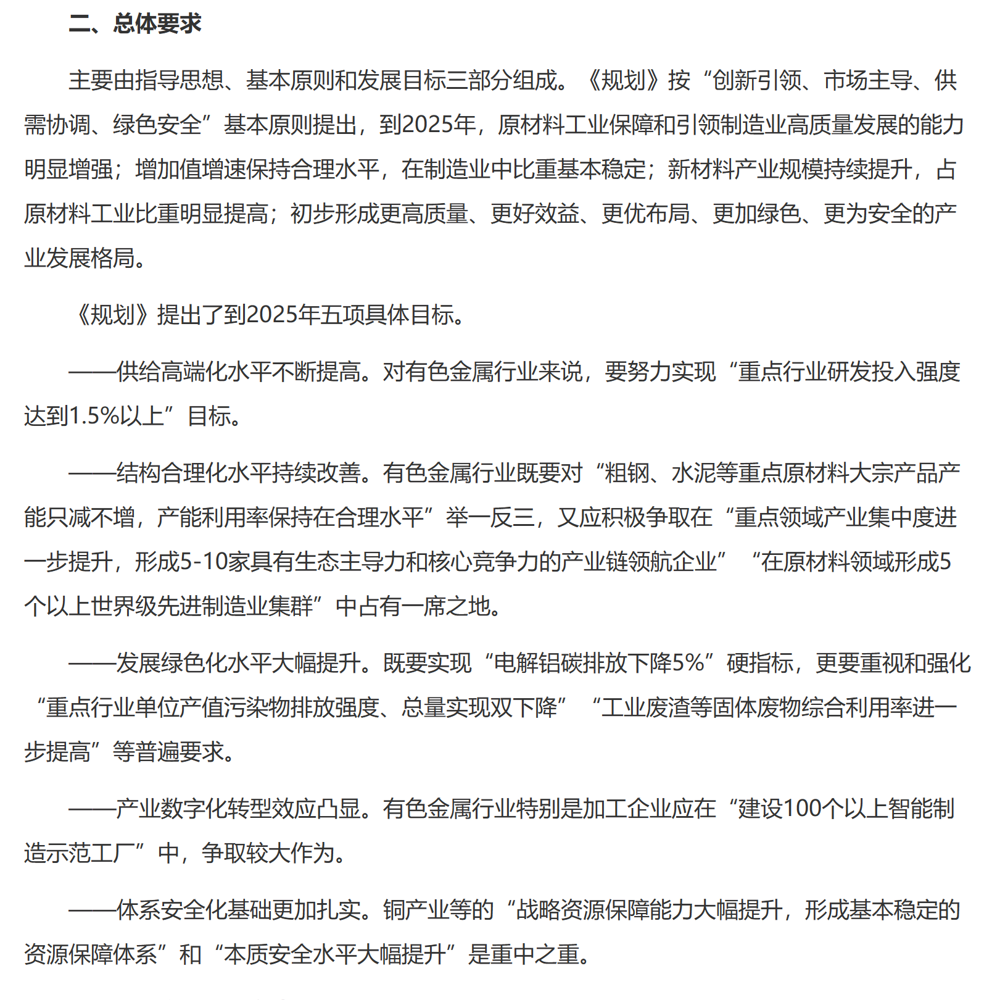 二、总体要求
主要由指导思想、基本原则和发展目标三部分组成。《规划》按“创新引领、市场主导、供
需协调、绿色安全”基本原则提出，到2025年，原材料工业保障和引领制造业高质量发展的能力
明显增强；增加值增速保持合理水平，在制造业中比重基本稳定；新材料产业规模持续提升，占
原材料工业比重明显提高；初步形成更高质量、更好效益、更优布局、更加绿色、更为安全的产
业发展格局。
《规划》提出了到2025年五项具体目标。
——供给高端化水平不断提高。对有色金属行业来说，要努力实现“重点行业研发投入强度
达到1.5%以上”目标。
——结构合理化水平持续改善。有色金属行业既要对“粗钢、水泥等重点原材料大宗产品产
能只减不增，产能利用率保持在合理水平”举一反三，又应积极争取在“重点领域产业集中度进
一步提升，形成5-10家具有生态主导力和核心竞争力的产业链领航企业”“在原材料领域形成5
个以上世界级先进制造业集群”中占有一席之地。
——发展绿色化水平大幅提升。既要实现“电解铝碳排放下降5%”硬指标，更要重视和强化
“重点行业单位产值污染物排放强度、总量实现双下降”“工业废渣等固体废物综合利用率进一
步提高”等普遍要求。
——产业数字化转型效应凸显。有色金属行业特别是加工企业应在“建设100个以上智能制
造示范工厂”中，争取较大作为。
——体系安全化基础更加扎实。铜产业等的“战略资源保障能力大幅提升，形成基本稳定的
资源保障体系”和“本质安全水平大幅提升”是重中之重。